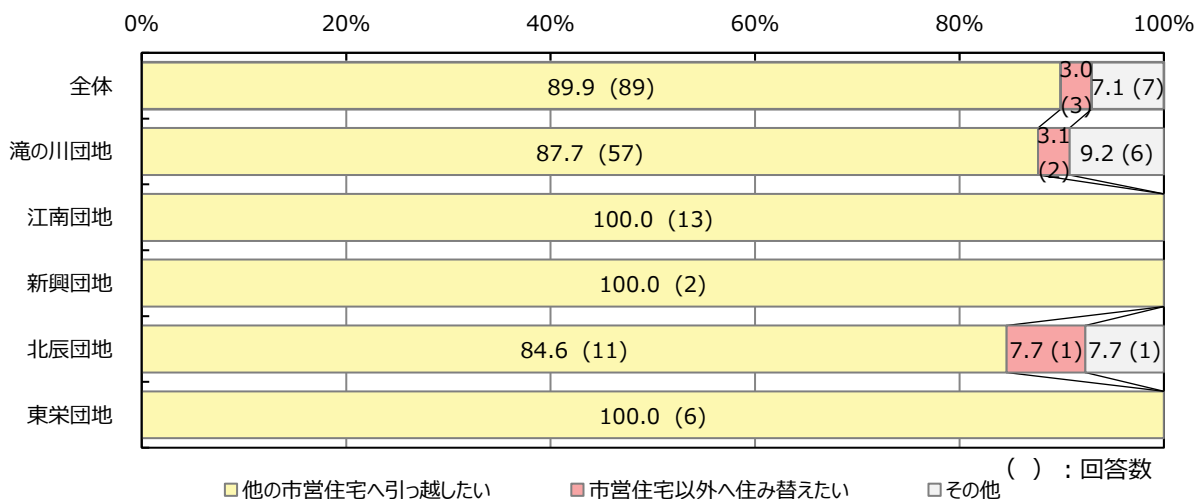 0% 20% 40% 60% 80% 100%
全体 89.9 (89) 3.0 (3) 7.1 (7)
滝の川団地 87.7 (57) 3.1 (2) 9.2 (6)
江南団地 100.0 (13)
新興団地 100.0 (2)
北辰団地 84.6 (11) 7.7 (1) 7.7 (1)
東栄団地 100.0 (6)
( ) :回答数
他の市営住宅へ引っ越したい 市営住宅以外へ住み替えたい その他